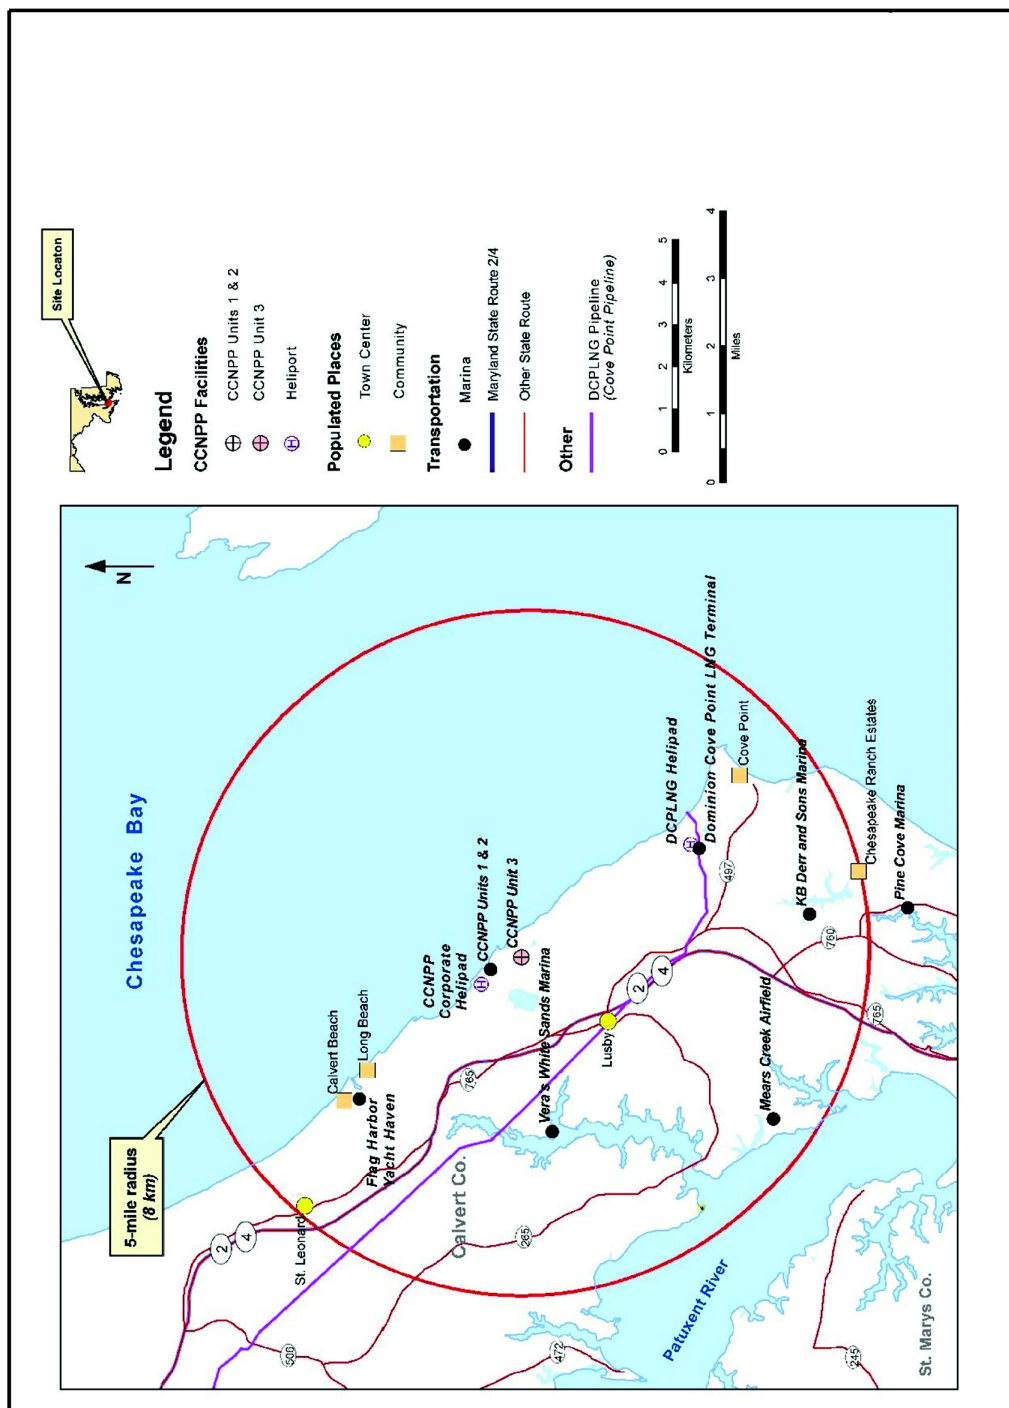 Site Locaton
Legend
CCNPP Facilities
CCNPP Units 1 & 2
CCNPP Unit 3
H
Heliport
Populated Places
Town Center
Community
Transportation
Marina
Maryland State Route 2/4
Other State Route
Other
DCPLNG Pipeline
(Cove Point Pipeline)
0 1 2 3 4 5
Kilometers
0 1 2 3 4
Miles
N
Chesapeake Bay
5-mile radius
(8 km)
Calvert Beach
Long Beach
Flag Harbor
Yacht Haven
St. Leonard
2
4
765
CCNPP
Corporate
Helipad
H
CCNPP Units 1 & 2
CCNPP Unit 3
Calvert Co.
Vera s White Sands Marina
Lusby
2
4
265
506
472
DCPLNG Helipad
H
Dominion Cove Point LNG Terminal
497
Cove Point
Mears Creek Airfield
KB Derr and Sons Marina
760
765
Chesapeake Ranch Estates
Pine Cove Marina
Patuxent River
245
St. Marys Co.